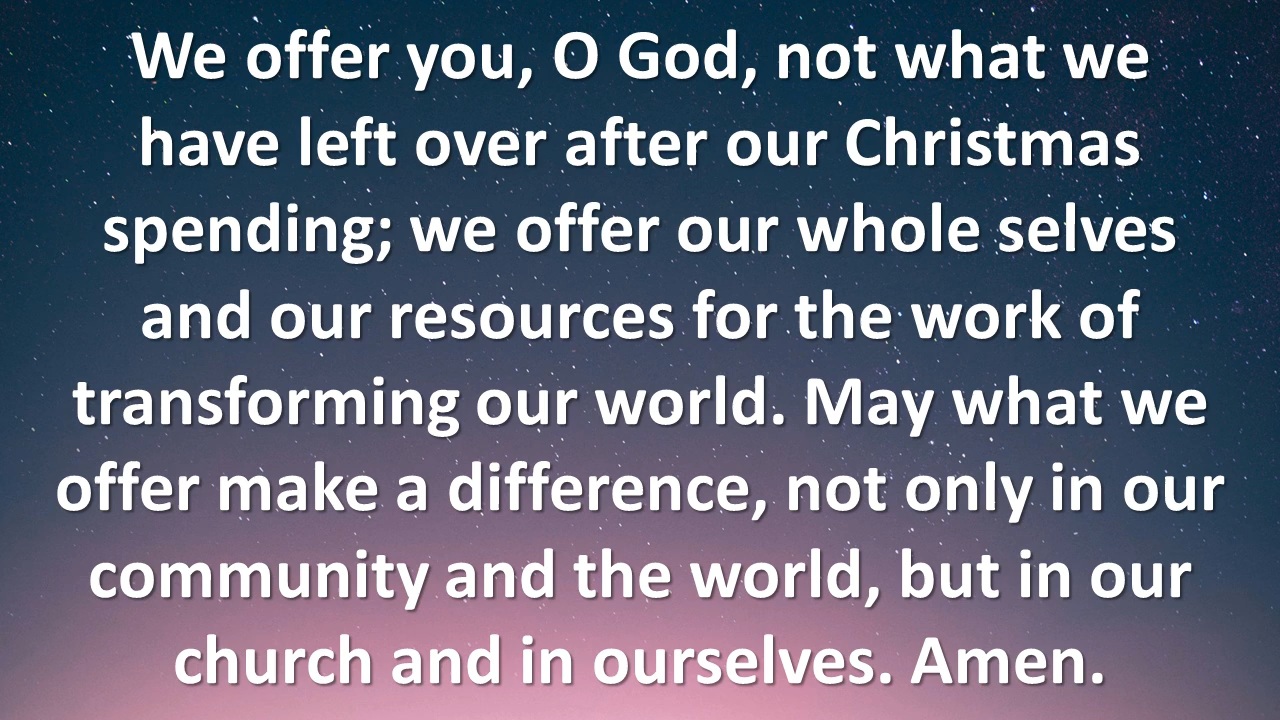 We offer you, O God, not what we
have left over after our Christmas
spending; we offer our whole selves
and our resources for the work of
transforming our world. May what we
offer make a difference, not only in our
community and the world, but in our
church and in ourselves. Amen.